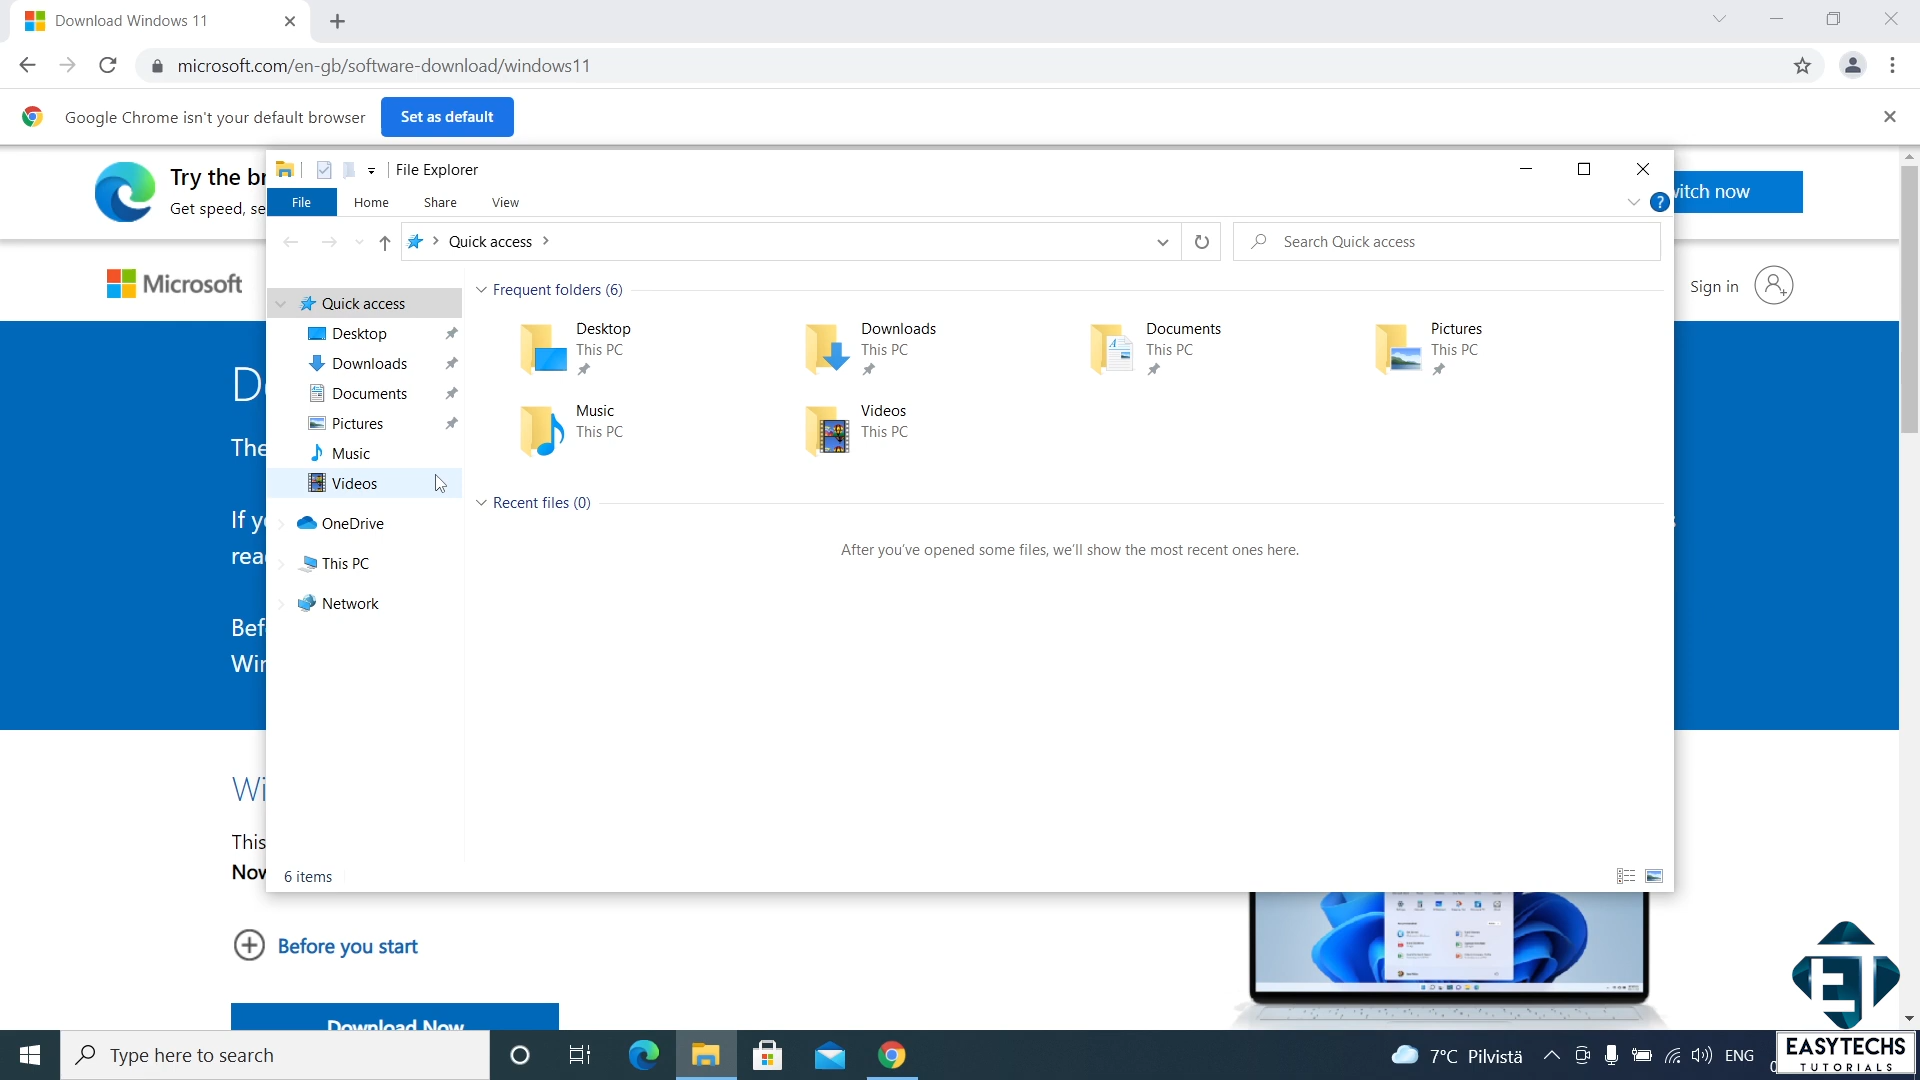 Download Windows 11
microsoft.com/en-gb/software-download/windows11
Google Chrome isn't your default browser
Set as default
Try the br
Get speed, se
witch now
File Explorer
File
Home
Share
View
Quick access
Search Quick access
Microsoft
Sign in
Quick access
Desktop
Downloads
Documents
Pictures
Music
Videos
OneDrive
This PC
Network
Frequent folders (6)
Desktop
This PC
Downloads
This PC
Documents
This PC
Pictures
This PC
Music
This PC
Videos
This PC
Recent files (0)
After you've opened some files, we'll show the most recent ones here.
6 items
The
If y
rea
Bef
Wi
This
Now
Before you start
Download Now
Type here to search
7°C Pilvistä
ENG
EASYTECHS
TUTORIALS